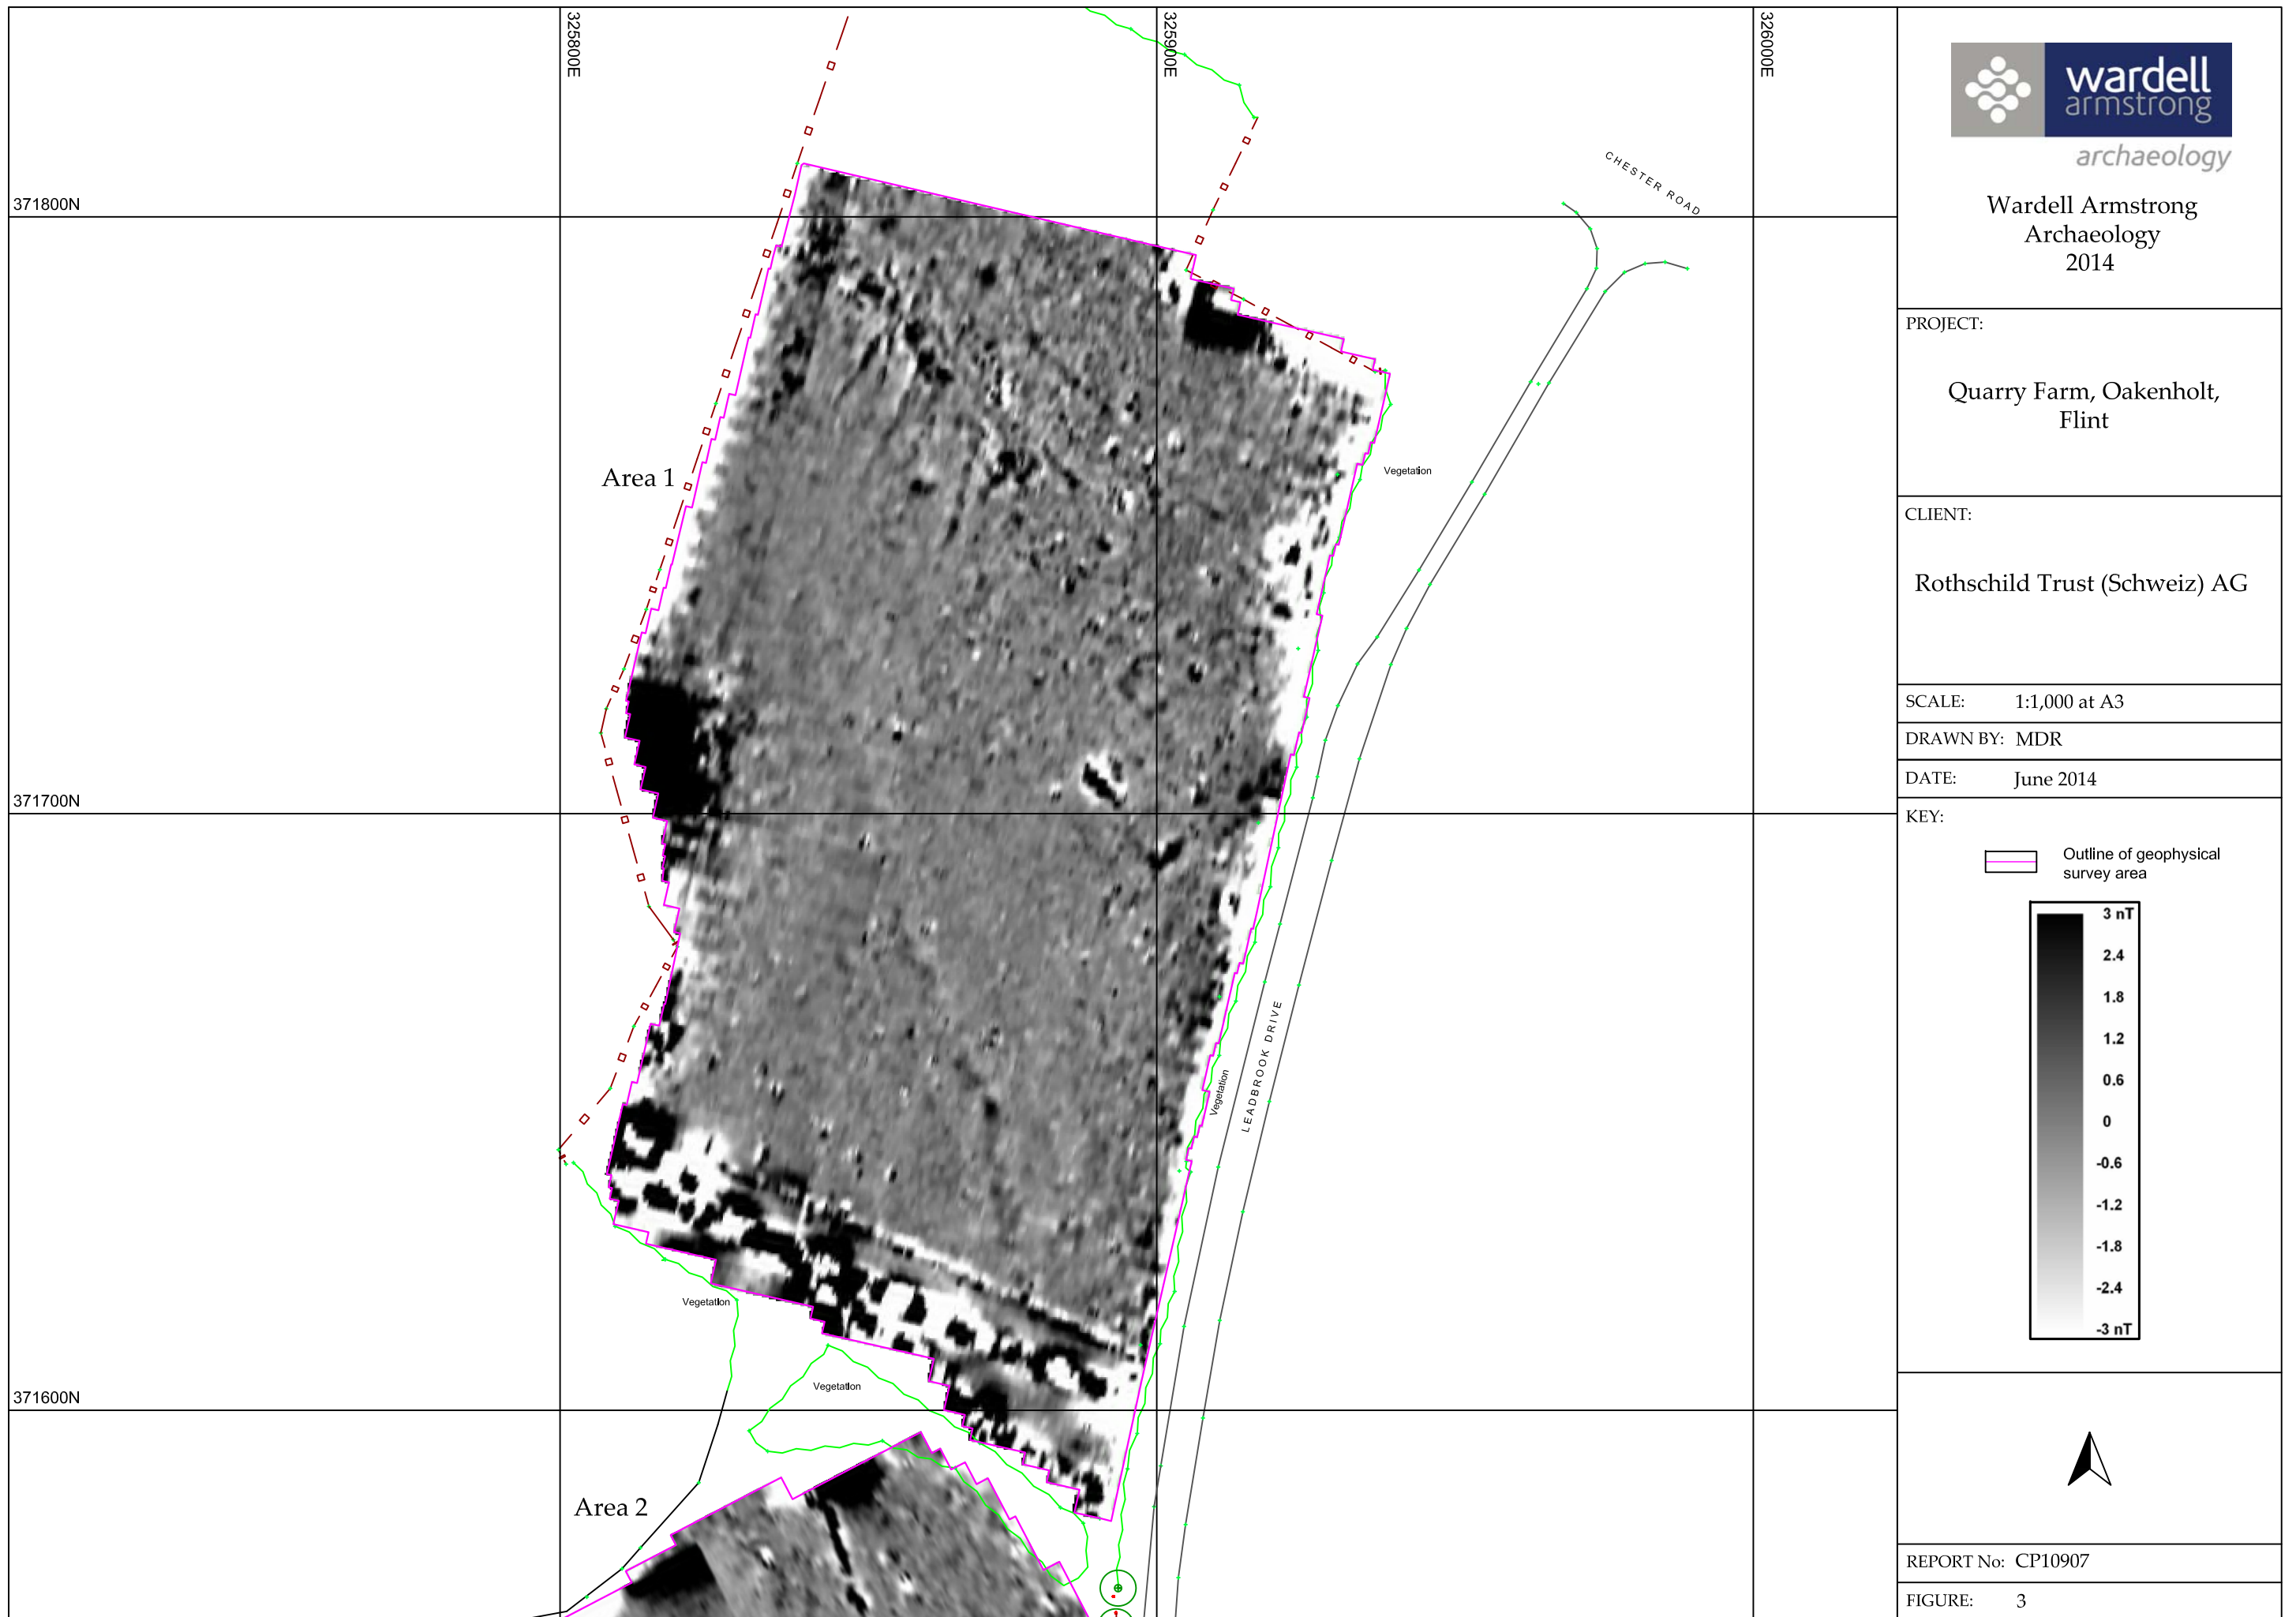 325800E
325900E
326000E
371800N
371700N
371600N
CHESTER ROAD
Area 1
Vegetation
Vegetation
LEADBROOK DRIVE
Vegetation
Vegetation
Area 2
wardell
armstrong
archaeology
Wardell Armstrong
Archaeology
2014
PROJECT:
Quarry Farm, Oakenholt,
Flint
CLIENT:
Rothschild Trust (Schweiz) AG
SCALE: 1:1,000 at A3
DRAWN BY: MDR
DATE: June 2014
KEY:
Outline of geophysical
survey area
3 nT
2.4
1.8
1.2
0.6
0
-0.6
-1.2
-1.8
-2.4
-3 nT
REPORT No: CP10907
FIGURE: 3